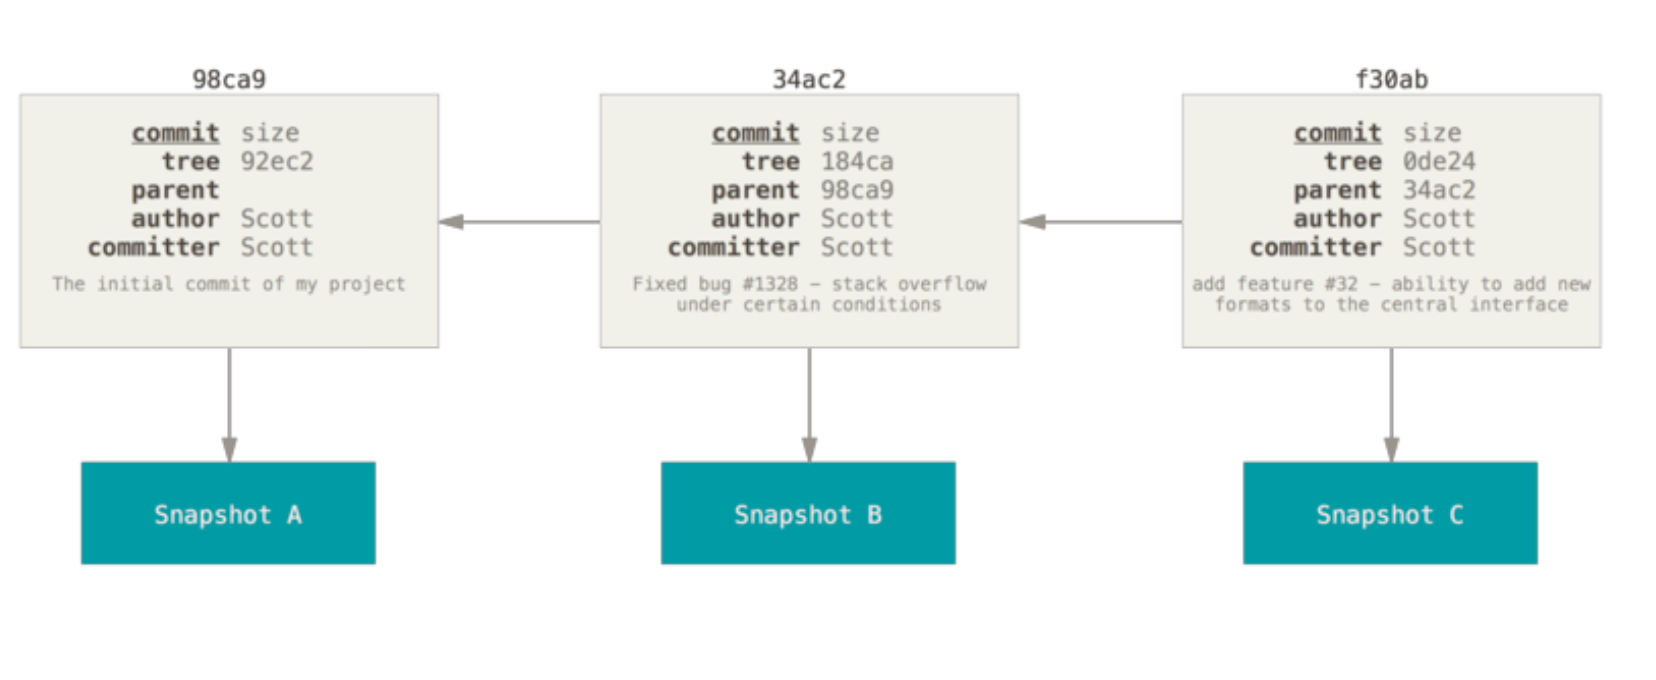 98ca9
commit size
tree 92ec2
parent
author Scott
committer Scott
The initial commit of my project
34ac2
commit size
tree 184ca
parent 98ca9
author Scott
committer Scott
Fixed bug #1328 – stack overflow
under certain conditions
f30ab
commit size
tree 0de24
parent 34ac2
author Scott
committer Scott
add feature #32 – ability to add new
formats to the central interface
Snapshot A
Snapshot B
Snapshot C